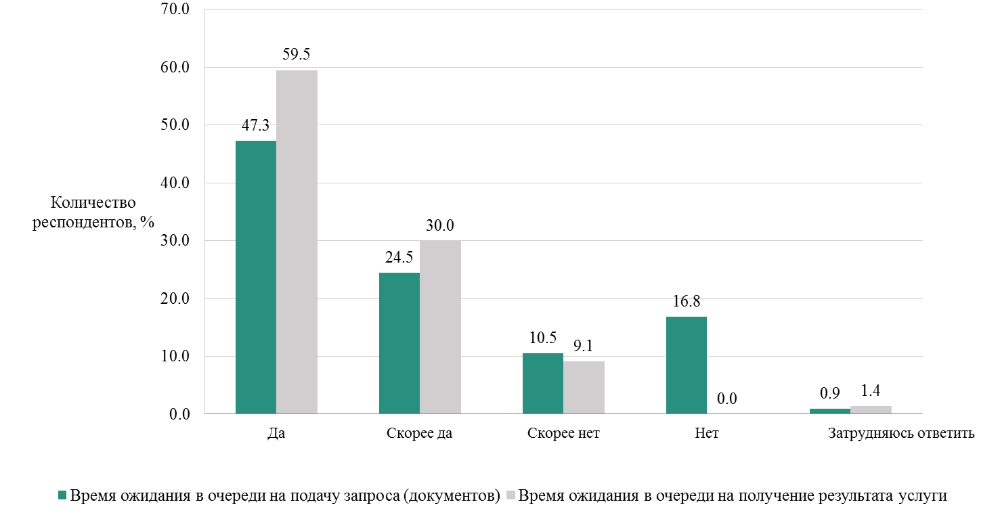 70.0
60.0
50.0
40.0
30.0
20.0
10.0
0.0
Количество
респондентов, %
47.3
59.5
24.5
30.0
10.5
9.1
16.8
0.0
0.9
1.4
Да
Скорее да
Скорее нет
Нет
Затрудняюсь ответить
Время ожидания в очереди на подачу запроса (документов)
Время ожидания в очереди на получение результата услуги